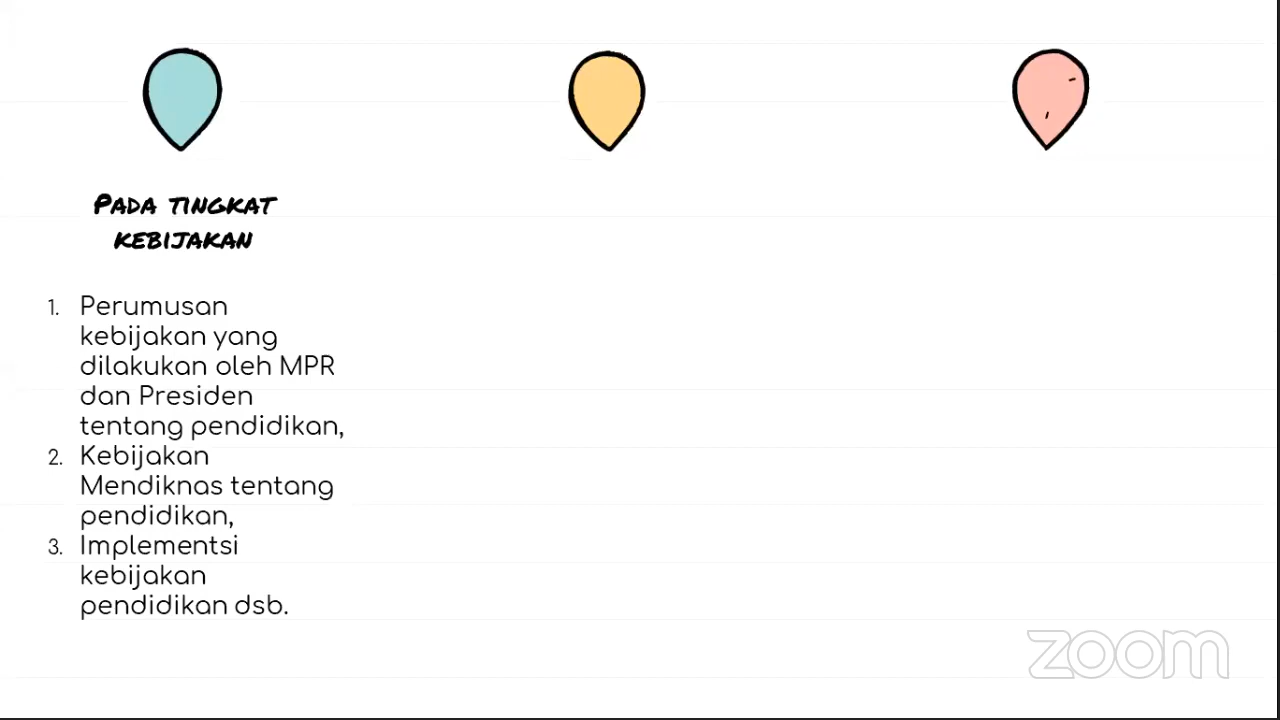 Pada tingkat
kebijakan
1. Perumusan
kebijakan yang
dilakukan oleh MPR
dan Presiden
tentang pendidikan,
2. Kebijakan
Mendiknas tentang
pendidikan,
3. Implementsi
kebijakan
pendidikan dsb.
zoom